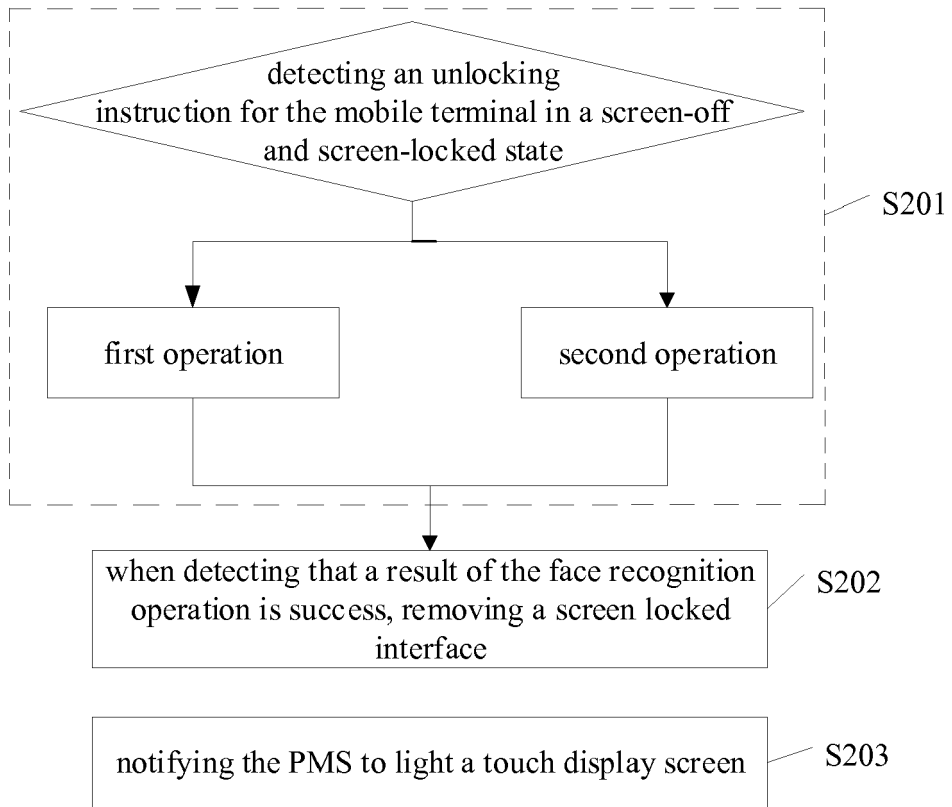 detecting an unlocking
instruction for the mobile terminal in a screen-off
and screen-locked state
S201
first operation
second operation
when detecting that a result of the face recognition
operation is success, removing a screen locked
interface
S202
notifying the PMS to light a touch display screen
S203